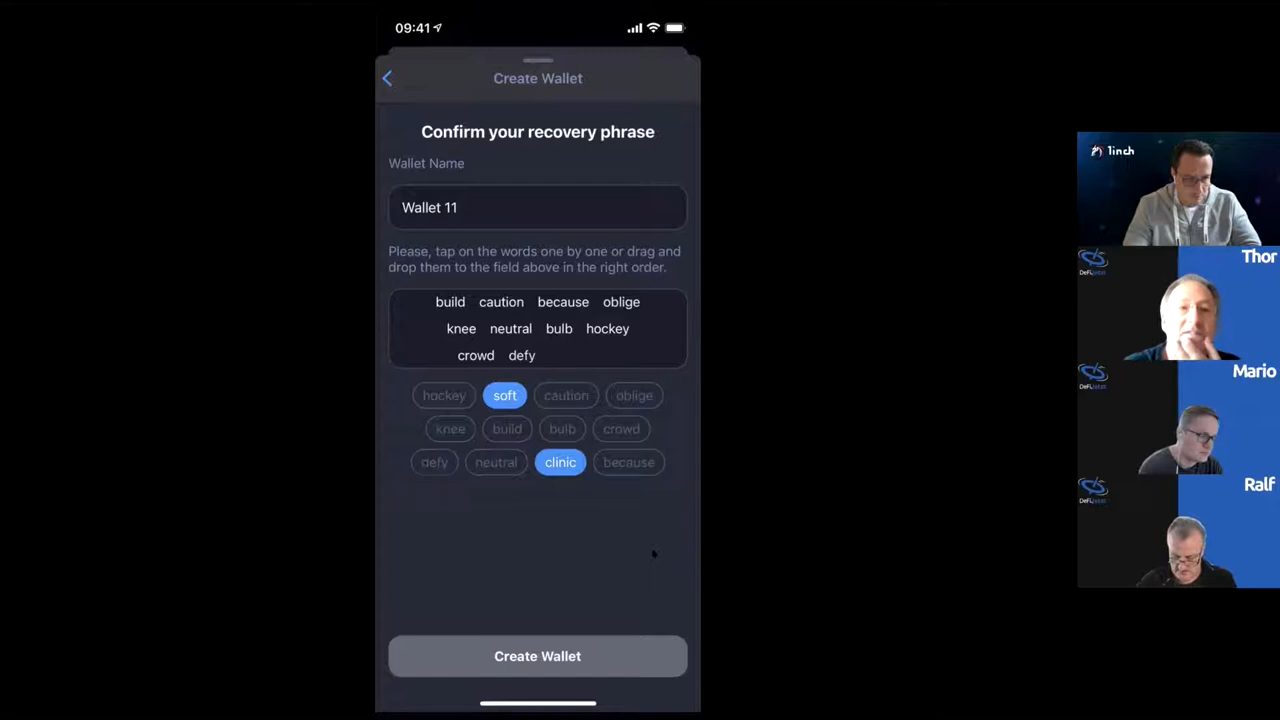 09:41
Create Wallet
Confirm your recovery phrase
Wallet Name
Wallet 11
Please, tap on the words one by one or drag and
drop them to the field above in the right order.
build caution because oblige
knee neutral bulb hockey
crowd defy
hockey soft caution oblige
knee build bulb crowd
defy neutral clinic because
Create Wallet
1inch
Thor
Mario
Ralf